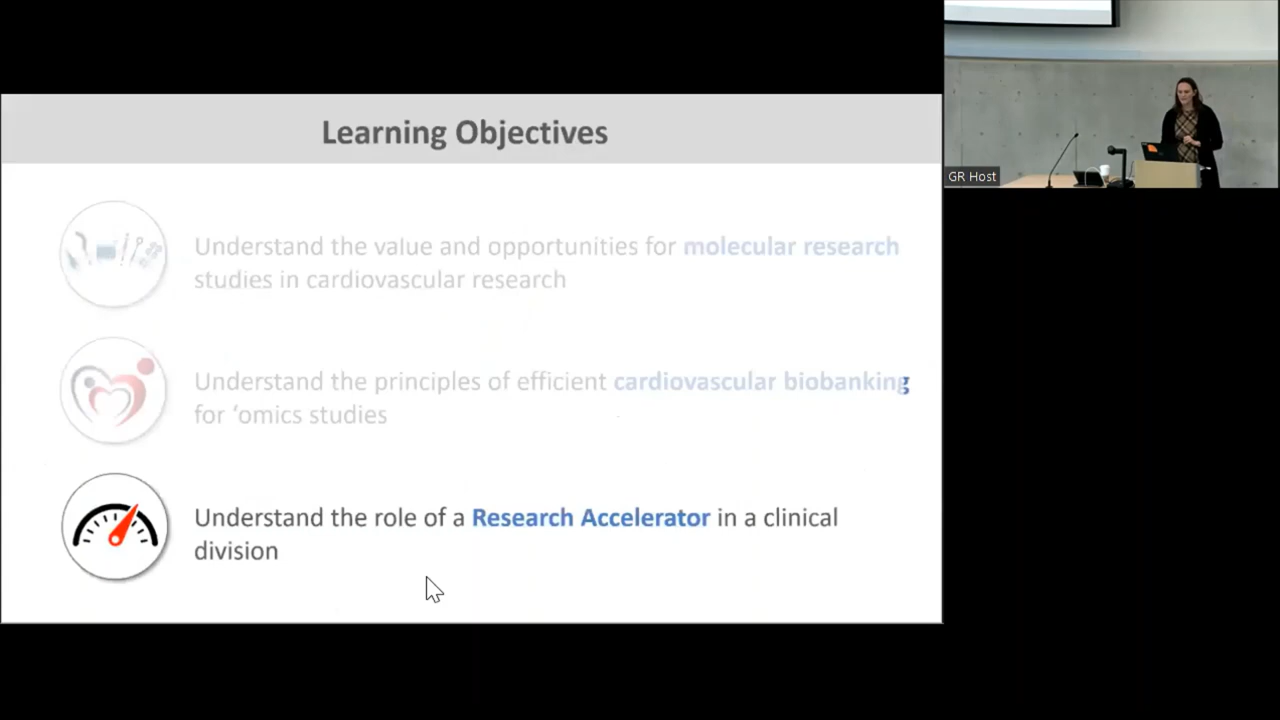 Learning Objectives
Understand the value and opportunities for molecular research
studies in cardiovascular research
Understand the principles of efficient cardiovascular biobanking
for ‘omics studies
Understand the role of a Research Accelerator in a clinical
division
GR Host